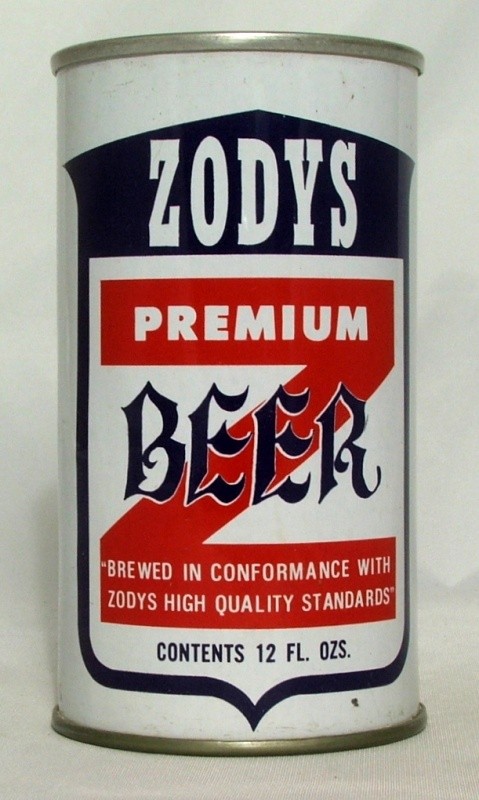 ZODYS
PREMIUM
BEER
"BREWED IN CONFORMANCE WITH
ZODYS HIGH QUALITY STANDARDS"
CONTENTS 12 FL. OZS.